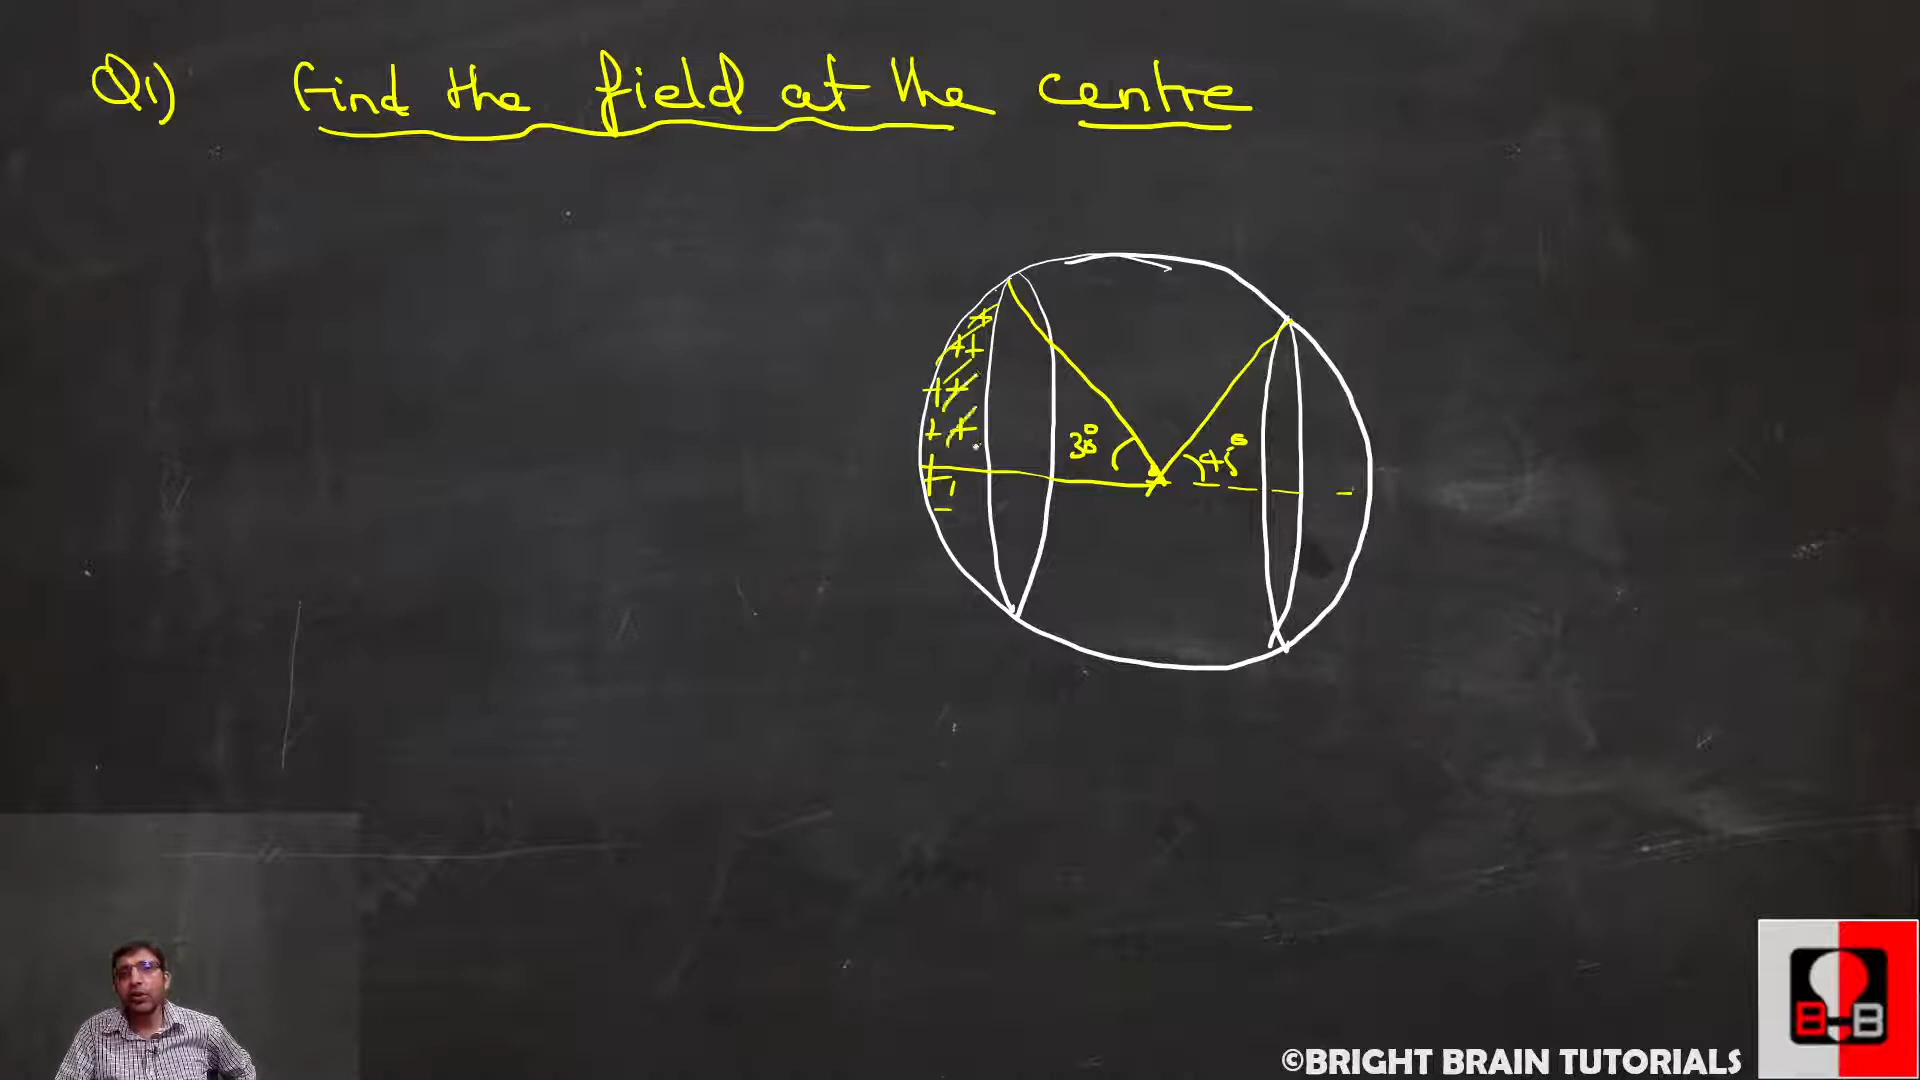 Q1) Find the field at the centre
30° 45°
B B
©BRIGHT BRAIN TUTORIALS